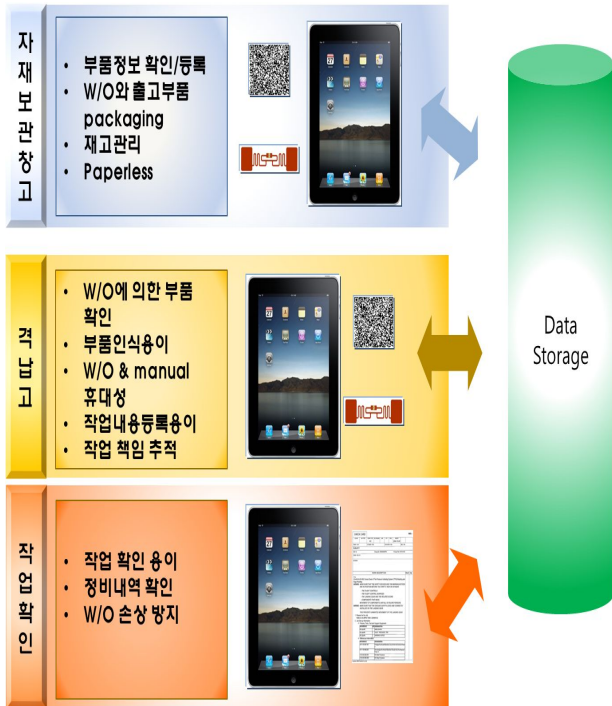 자
재
보
관
창
고
• 부품정보 확인/등록
• W/O와 출고부품
packaging
• 재고관리
• Paperless
격
납
고
• W/O에 의한 부품
확인
• 부품인식용이
• W/O & manual
휴대성
• 작업내용등록용이
• 작업 책임 추적
작
업
확
인
• 작업 확인 용이
• 정비내역 확인
• W/O 손상 방지
Data
Storage